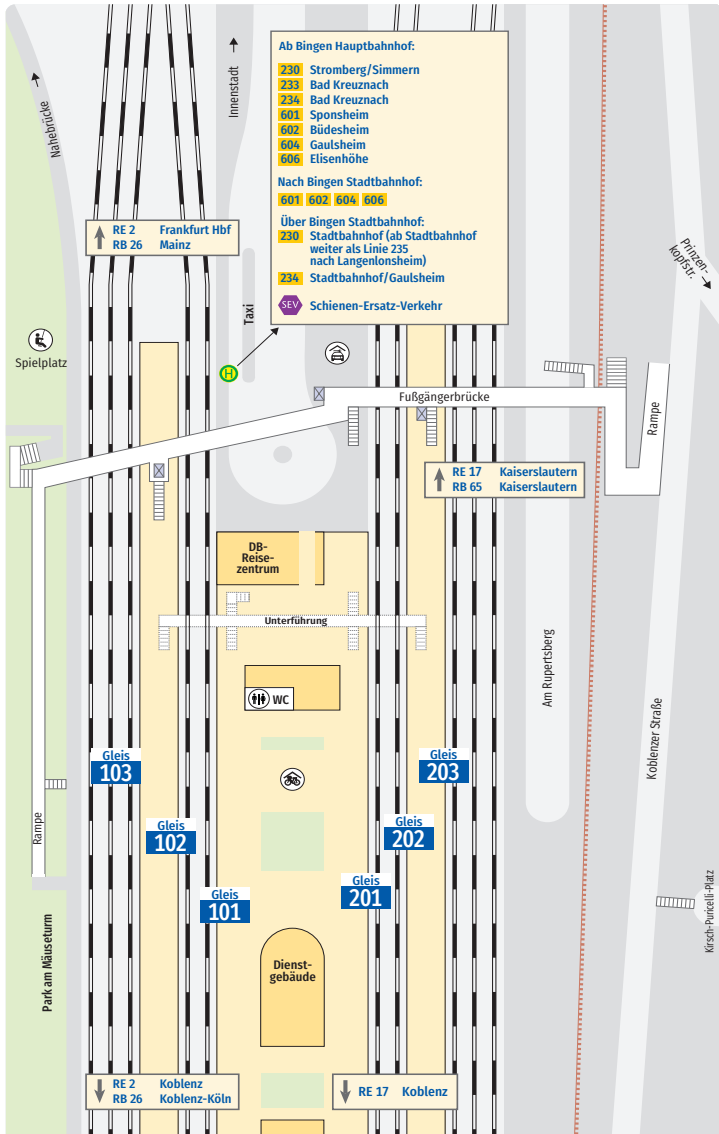 Ab Bingen Hauptbahnhof:
230 Stromberg/Simmern
233 Bad Kreuznach
234 Bad Kreuznach
601 Sponsheim
602 Büdesheim
604 Gaulsheim
606 Elisenhöhe
Nach Bingen Stadtbahnhof:
601 602 604 606
Über Bingen Stadtbahnhof:
230 Stadtbahnhof (ab Stadtbahnhof
weiter als Linie 235
nach Langenlonsheim)
234 Stadtbahnhof/Gaulsheim
SEV Schienen-Ersatz-Verkehr
Nahebrücke
Innenstadt
RE 2 Frankfurt Hbf
RB 26 Mainz
Prinzen-
kopfstr.
Taxi
Spielplatz
H
Fußgängerbrücke
Rampe
RE 17 Kaiserslautern
RB 65 Kaiserslautern
DB-
Reise-
zentrum
Unterführung
Am Rupertsberg
WC
Koblenzer Straße
Gleis
103
Gleis
203
Gleis
102
Gleis
202
Rampe
Gleis
101
Gleis
201
Kirsch-Puricelli-Platz
Park am Mäuseturm
Dienst-
gebäude
RE 2 Koblenz
RB 26 Koblenz-Köln
RE 17 Koblenz